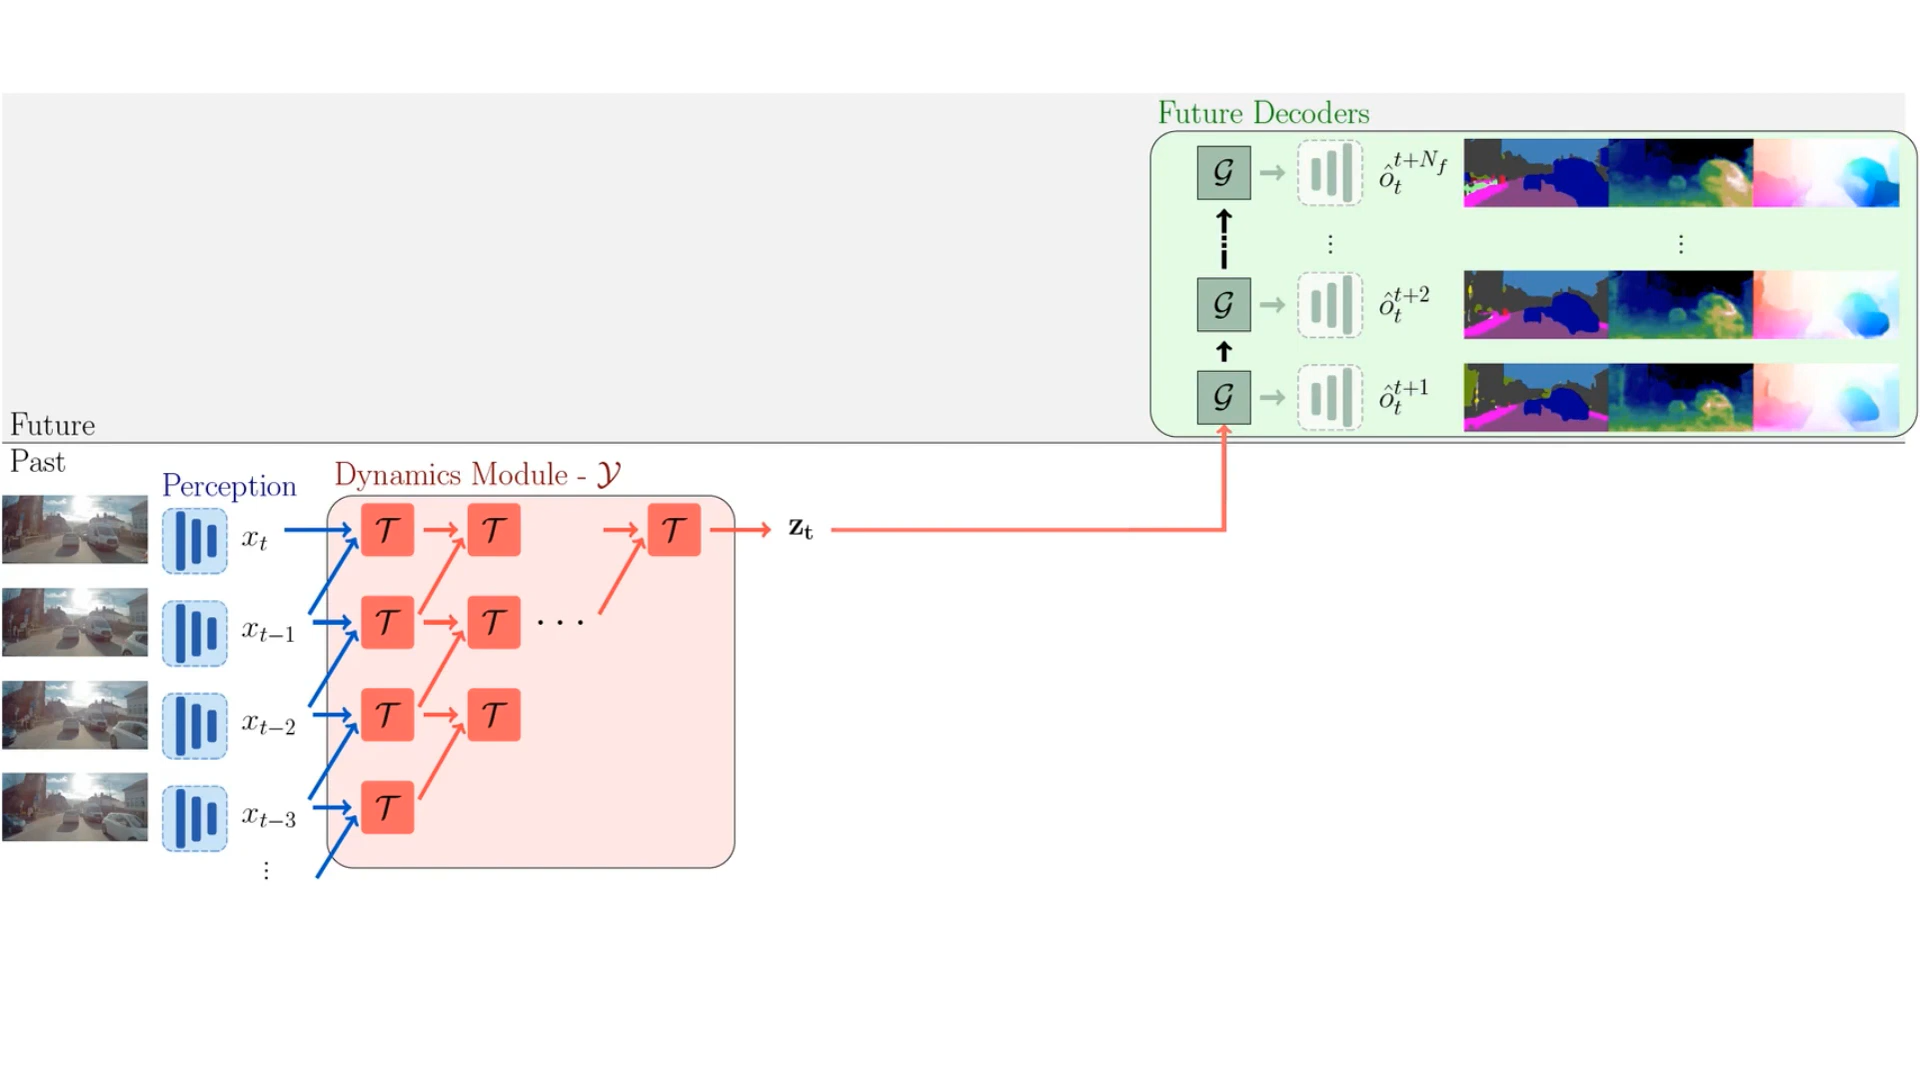 Future Decoders
𝒢 → ô_t^{t+N_f}
⋮ ⋮
𝒢 → ô_t^{t+2}
𝒢 → ô_t^{t+1}
Future
Past
Perception
Dynamics Module - 𝒴
x_t 𝒯 𝒯 𝒯 z_t
x_{t−1} 𝒯 𝒯 · · ·
x_{t−2} 𝒯 𝒯
x_{t−3} 𝒯
⋮